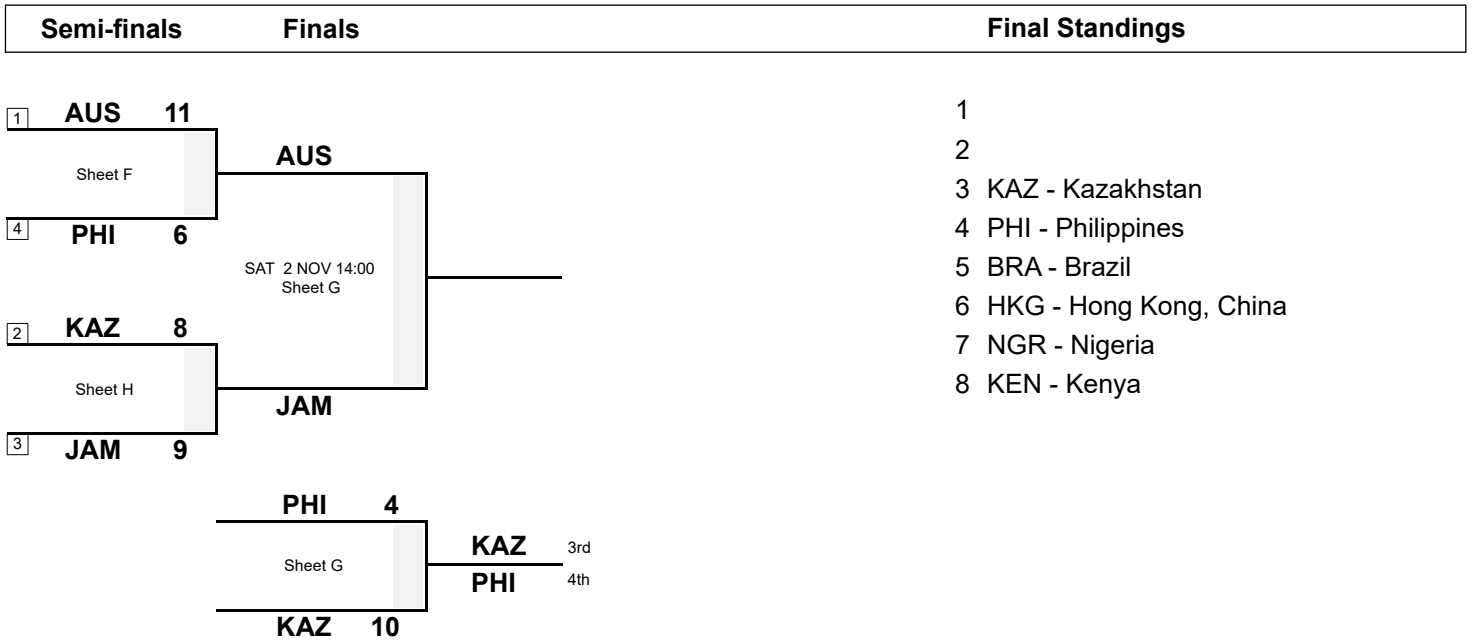 Semi-finals Finals Final Standings
1 AUS 11
Sheet F
4 PHI 6
AUS
SAT 2 NOV 14:00
Sheet G
JAM
2 KAZ 8
Sheet H
3 JAM 9
PHI 4
Sheet G
KAZ 10
KAZ 3rd
PHI 4th
1
2
3 KAZ - Kazakhstan
4 PHI - Philippines
5 BRA - Brazil
6 HKG - Hong Kong, China
7 NGR - Nigeria
8 KEN - Kenya